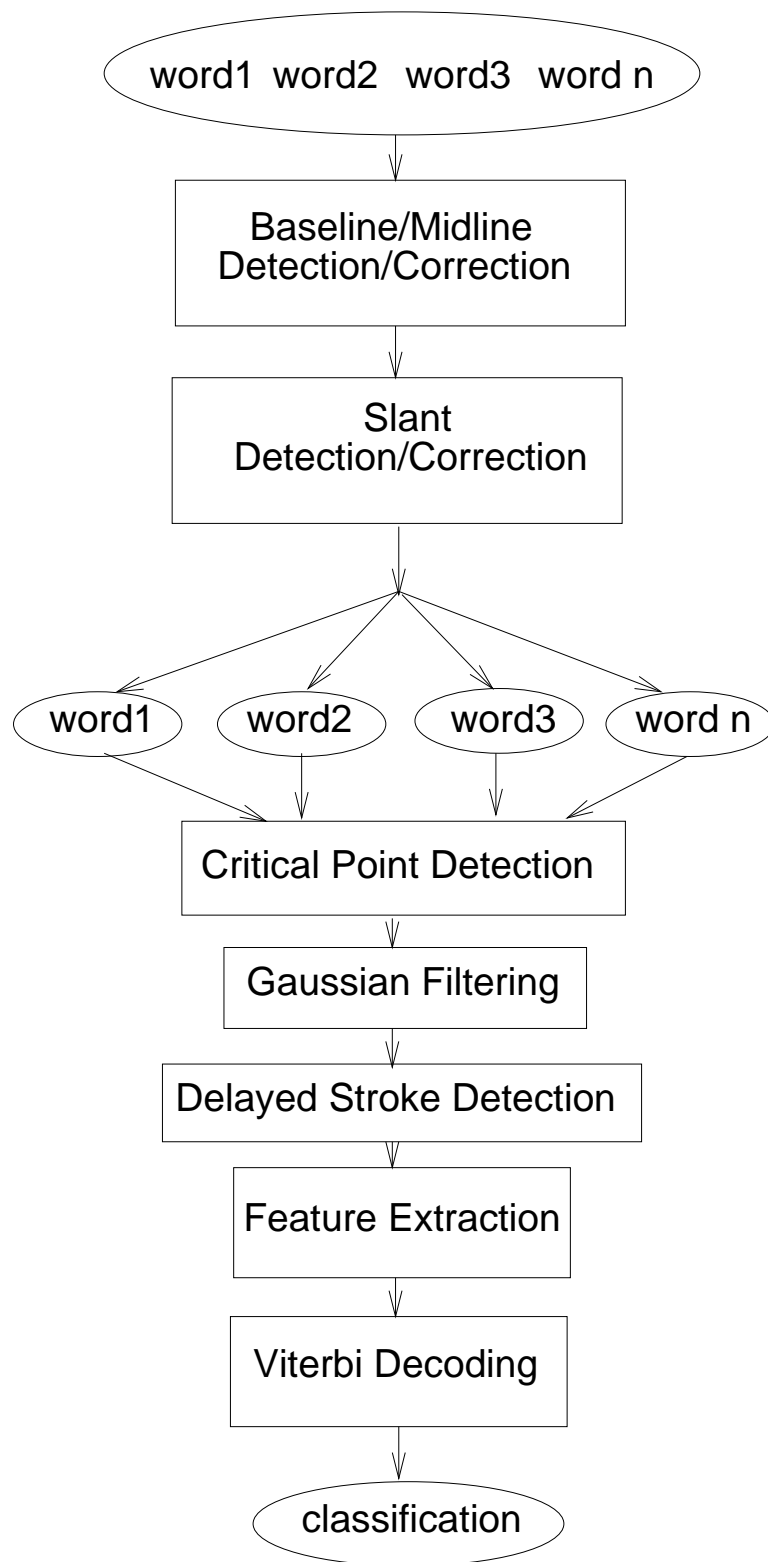 word1 word2 word3 word n
Baseline/Midline
Detection/Correction
Slant
Detection/Correction
word1 word2 word3 word n
Critical Point Detection
Gaussian Filtering
Delayed Stroke Detection
Feature Extraction
Viterbi Decoding
classification